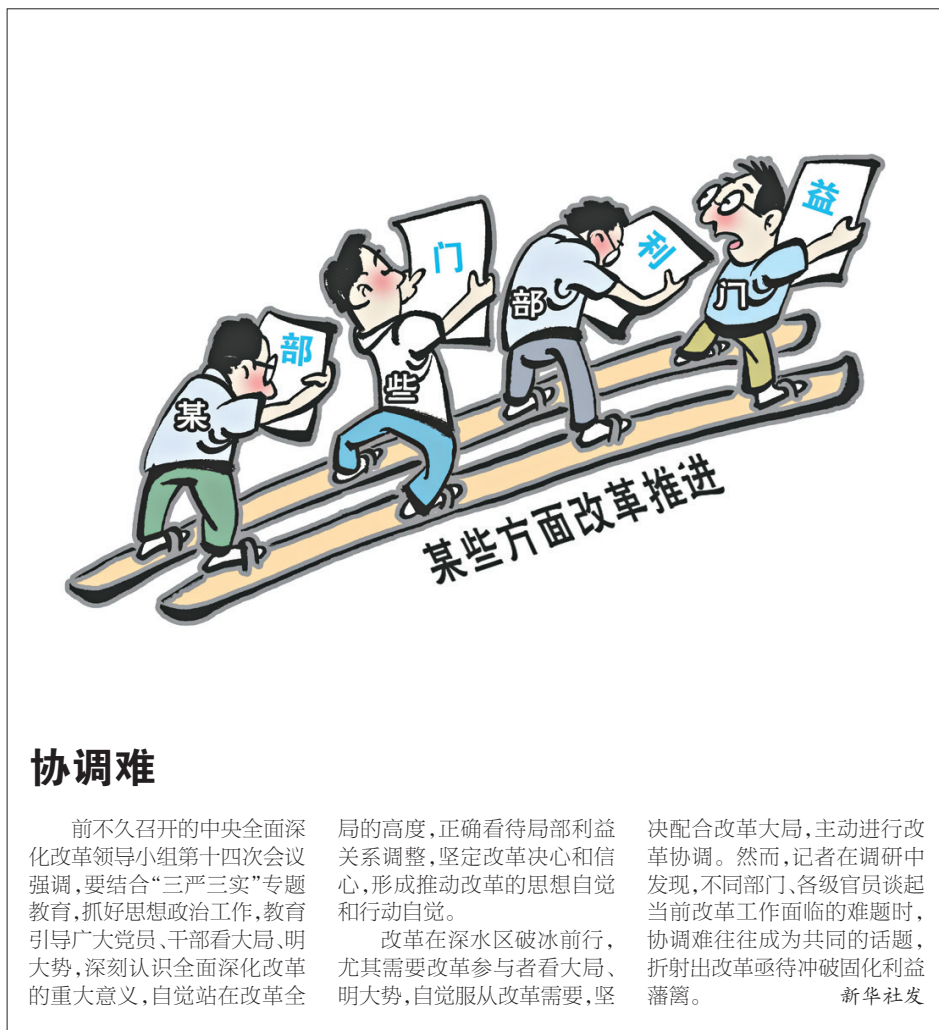 部
门
利
益
某
些
部
门
某些方面改革推进
协调难
前不久召开的中央全面深
化改革领导小组第十四次会议
强调,要结合“三严三实”专题
教育,抓好思想政治工作,教育
引导广大党员、干部看大局、明
大势,深刻认识全面深化改革
的重大意义,自觉站在改革全
局的高度,正确看待局部利益
关系调整,坚定改革决心和信
心,形成推动改革的思想自觉
和行动自觉。
改革在深水区破冰前行,
尤其需要改革参与者看大局、
明大势,自觉服从改革需要,坚
决配合改革大局,主动进行改
革协调。然而,记者在调研中
发现,不同部门、各级官员谈起
当前改革工作面临的难题时,
协调难往往成为共同的话题,
折射出改革亟待冲破固化利益
藩篱。 新华社发